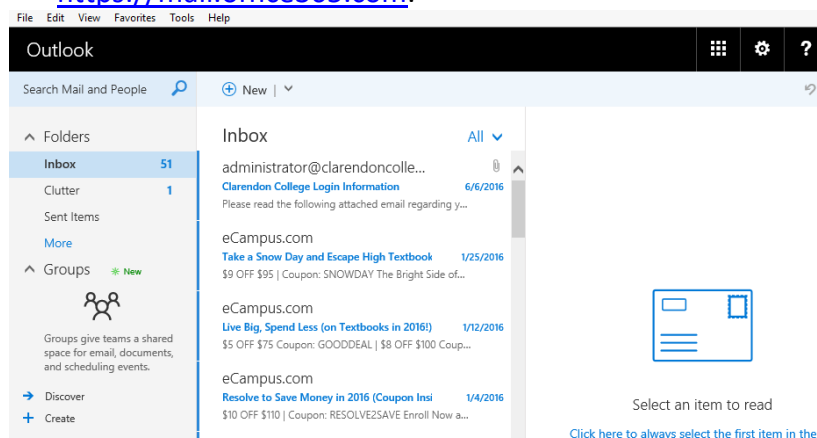 https://mail.office365.com.
File Edit View Favorites Tools Help
Outlook
?
Search Mail and People
New
Folders
Inbox 51
Clutter 1
Sent Items
More
Groups New
Groups give teams a shared
space for email, documents,
and scheduling events.
Discover
Create
Inbox All
administrator@clarendoncolle...
Clarendon College Login Information 6/6/2016
Please read the following attached email regarding y...
eCampus.com
Take a Snow Day and Escape High Textbook 1/25/2016
$9 OFF $95 | Coupon: SNOWDAY The Bright Side of...
eCampus.com
Live Big, Spend Less (on Textbooks in 2016!) 1/12/2016
$5 OFF $75 Coupon: GOODDEAL | $8 OFF $100 Coup...
eCampus.com
Resolve to Save Money in 2016 (Coupon Insi 1/4/2016
$10 OFF $110 | Coupon: RESOLVE2SAVE Enroll Now a...
Select an item to read
Click here to always select the first item in the